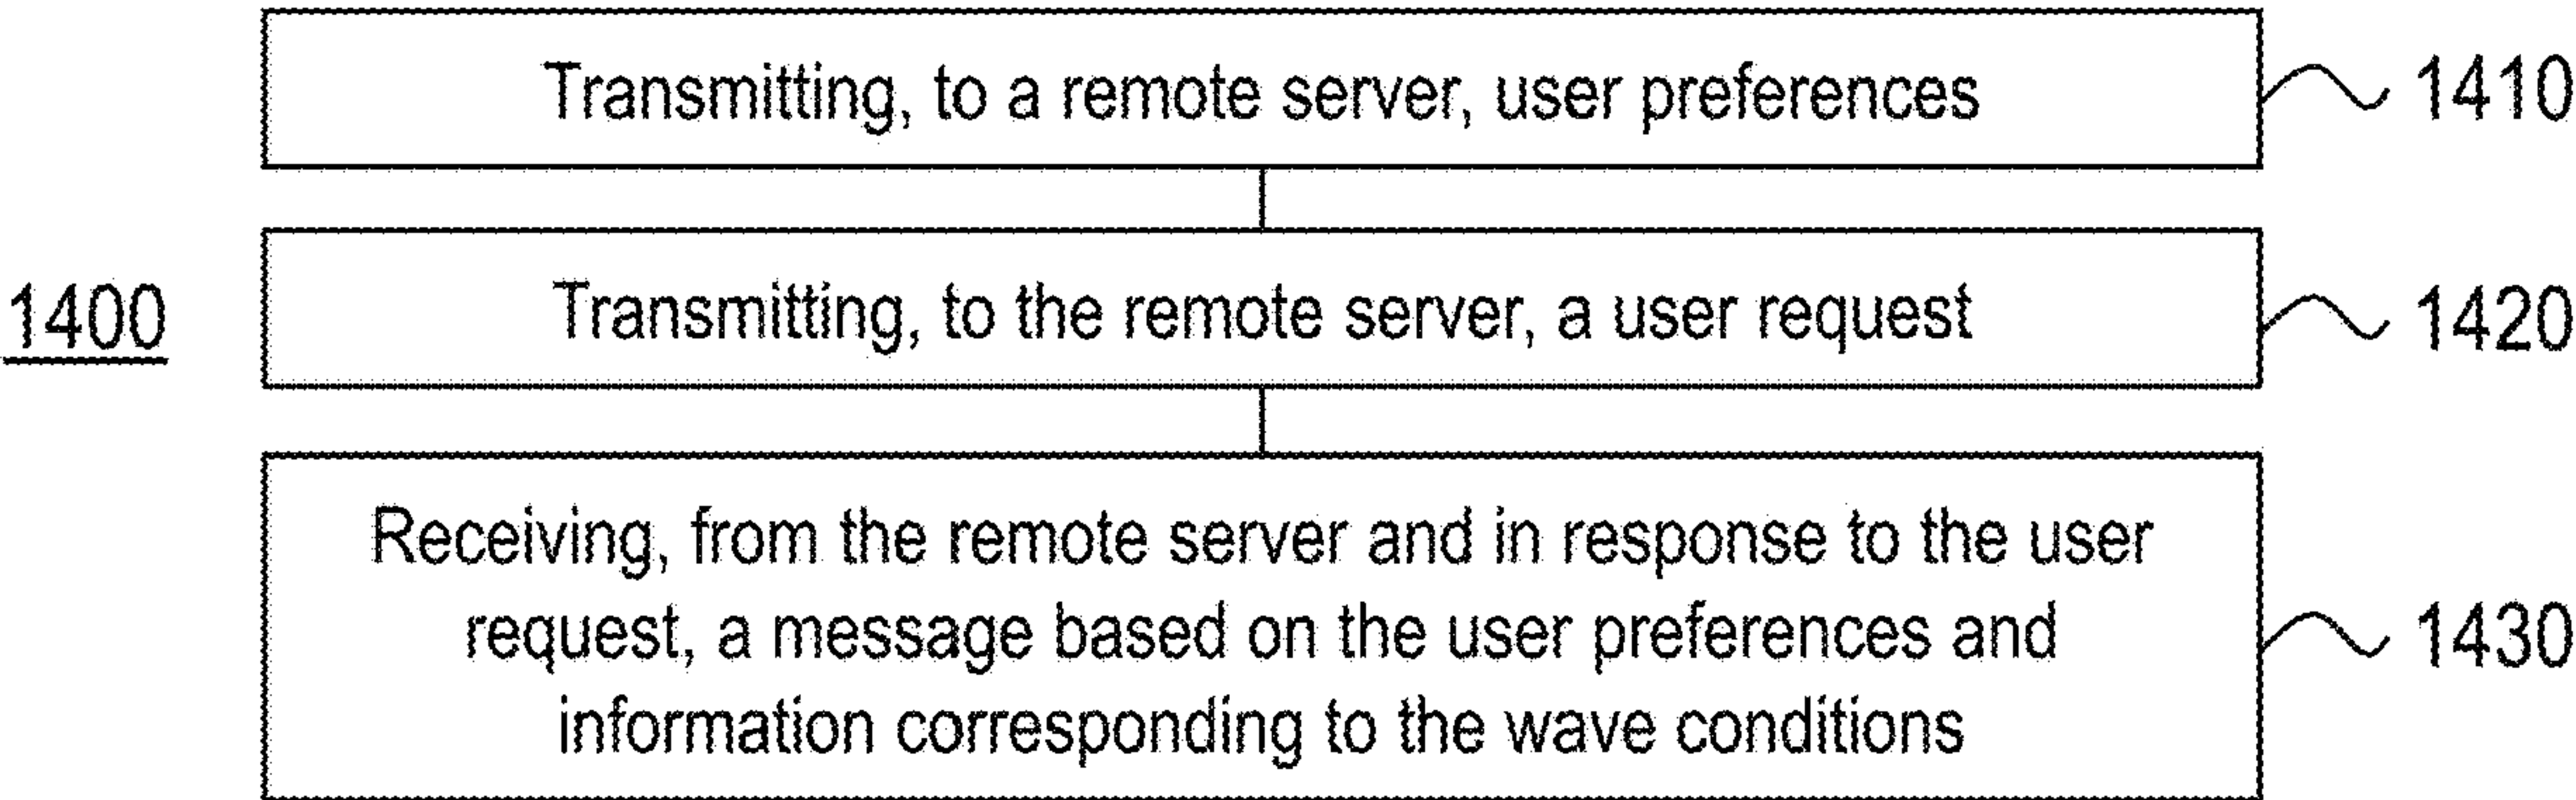 Transmitting, to a remote server, user preferences
1410
1400
Transmitting, to the remote server, a user request
1420
Receiving, from the remote server and in response to the user
request, a message based on the user preferences and
information corresponding to the wave conditions
1430